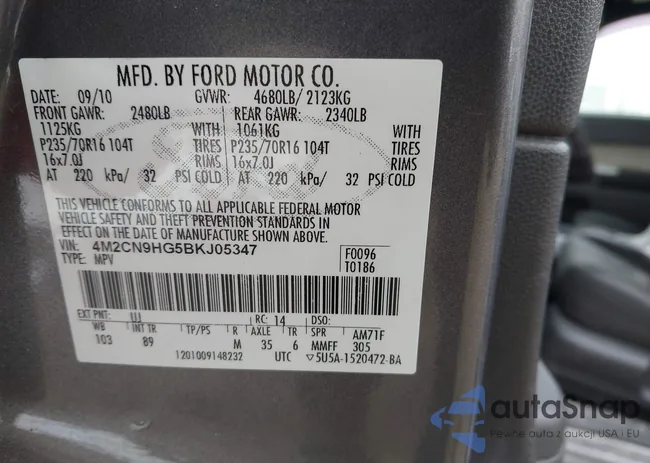 MFD. BY FORD MOTOR CO.
DATE: 09/10 GVWR: 4680LB/ 2123KG
FRONT GAWR: 2480LB REAR GAWR: 2340LB
1125KG WITH 1061KG WITH
P235/70R16 104T TIRES P235/70R16 104T TIRES
16x7.0J RIMS 16x7.0J RIMS
AT 220 kPa/ 32 PSI COLD AT 220 kPa/ 32 PSI COLD
THIS VEHICLE CONFORMS TO ALL APPLICABLE FEDERAL MOTOR
VEHICLE SAFETY AND THEFT PREVENTION STANDARDS IN
EFFECT ON THE DATE OF MANUFACTURE SHOWN ABOVE.
VIN: 4M2CN9HG5BKJ05347 F0096
TYPE: MPV T0186
EXT PNT: UJ RC: 14 DSO:
WB INT TR TP/PS R AXLE TR SPR AM71F
103 89 M 35 6 MMFF 305
1201009148232 UTC 5U5A-1520472-BA
autaSnap
Pewne auta z aukcji USA i EU